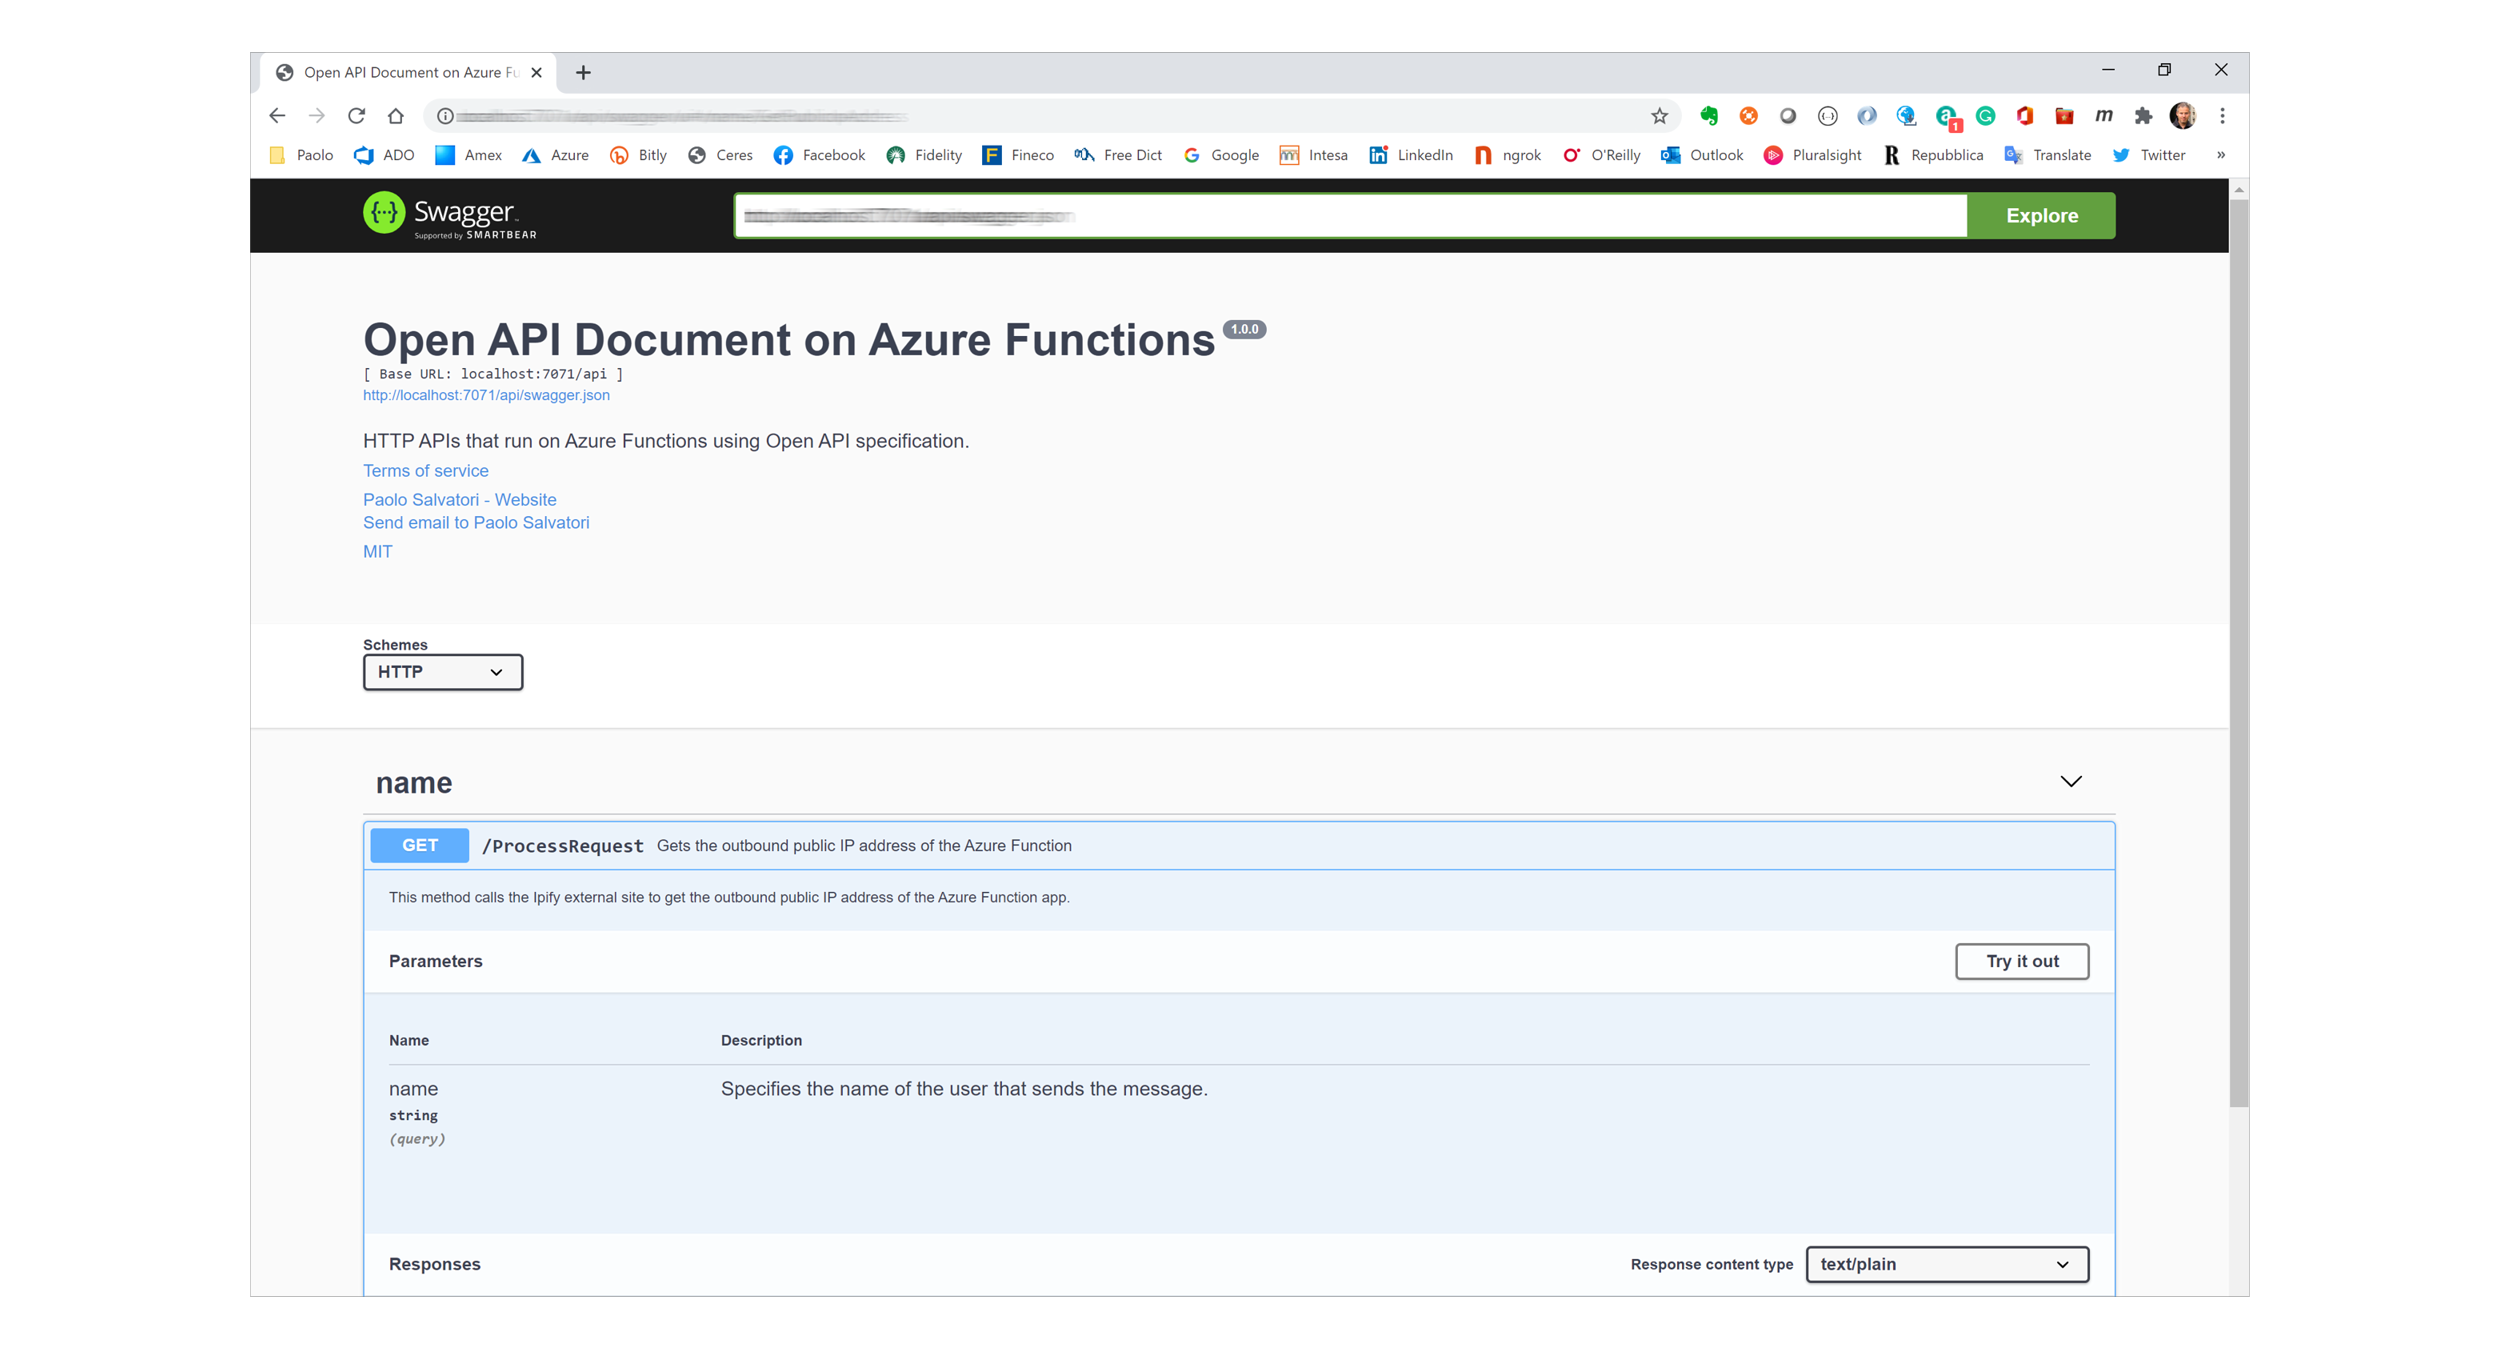 Open API Document on Azure Fu
Paolo ADO Amex Azure Bitly Ceres Facebook Fidelity Fineco Free Dict Google Intesa LinkedIn ngrok O'Reilly Outlook Pluralsight Repubblica Translate Twitter »
Swagger
Supported by SMARTBEAR
Explore
Open API Document on Azure Functions 1.0.0
[ Base URL: localhost:7071/api ]
http://localhost:7071/api/swagger.json
HTTP APIs that run on Azure Functions using Open API specification.
Terms of service
Paolo Salvatori - Website
Send email to Paolo Salvatori
MIT
Schemes
HTTP
name
GET /ProcessRequest Gets the outbound public IP address of the Azure Function
This method calls the Ipify external site to get the outbound public IP address of the Azure Function app.
Parameters Try it out
Name Description
name Specifies the name of the user that sends the message.
string
(query)
Responses Response content type text/plain